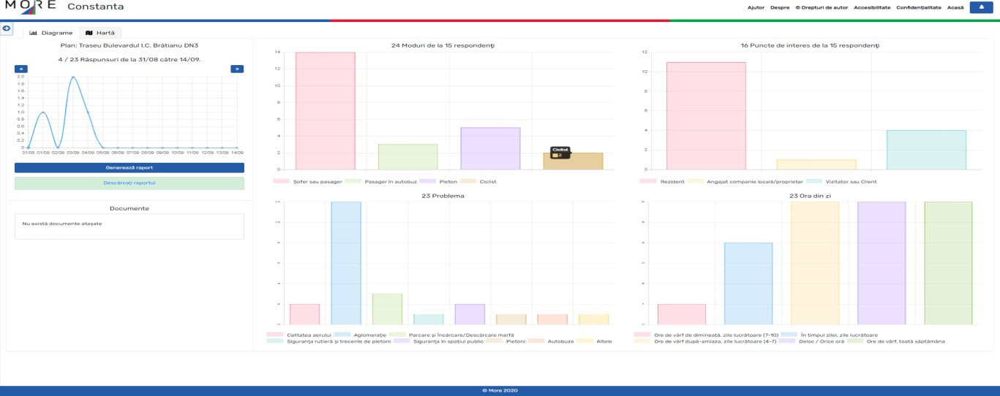 MORE Constanta
Ajutor Despre © Drepturi de autor Accesibilitate Confidențialitate Acasă
Diagrame Hartă
Plan: Traseu Bulevardul I.C. Brătianu DN3
4 / 23 Răspunsuri de la 31/08 către 14/09.
« »
2.0
1.8
1.6
1.4
1.2
1.0
0.8
0.6
0.4
0.2
0
31/08 01/09 02/09 03/09 04/09 05/09 06/09 07/09 08/09 09/09 10/09 11/09 12/09 13/09 14/09
Generează raport
Descărcați raportul
Documente
Nu există documente atașate
24 Moduri de la 15 respondenți
14
12
10
8
6
4
2
0
Ciclist
2
Șofer sau pasager Pasager în autobuz Pieton Ciclist
16 Puncte de interes de la 15 respondenți
12
10
8
6
4
2
0
Rezident Angajat companie locală/proprietar Vizitator sau Client
23 Problema
Calitatea aerului Aglomerație Parcare și Încărcare/Descărcare marfă
Siguranța rutieră și trecerile de pietoni Siguranța în spațiul public Pietoni Autobuze Altele
23 Ora din zi
Ore de vârf de dimineață, zile lucrătoare (7-10) În timpul zilei, zile lucrătoare
Ore de vârf după-amiaza, zile lucrătoare (4-7) Deloc / Orice oră Ore de vârf, toată săptămâna
© More 2020